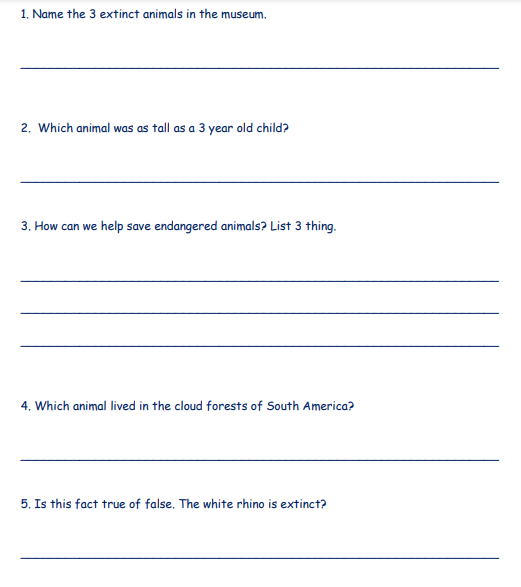 1. Name the 3 extinct animals in the museum.
2. Which animal was as tall as a 3 year old child?
3. How can we help save endangered animals? List 3 thing.
4. Which animal lived in the cloud forests of South America?
5. Is this fact true of false. The white rhino is extinct?